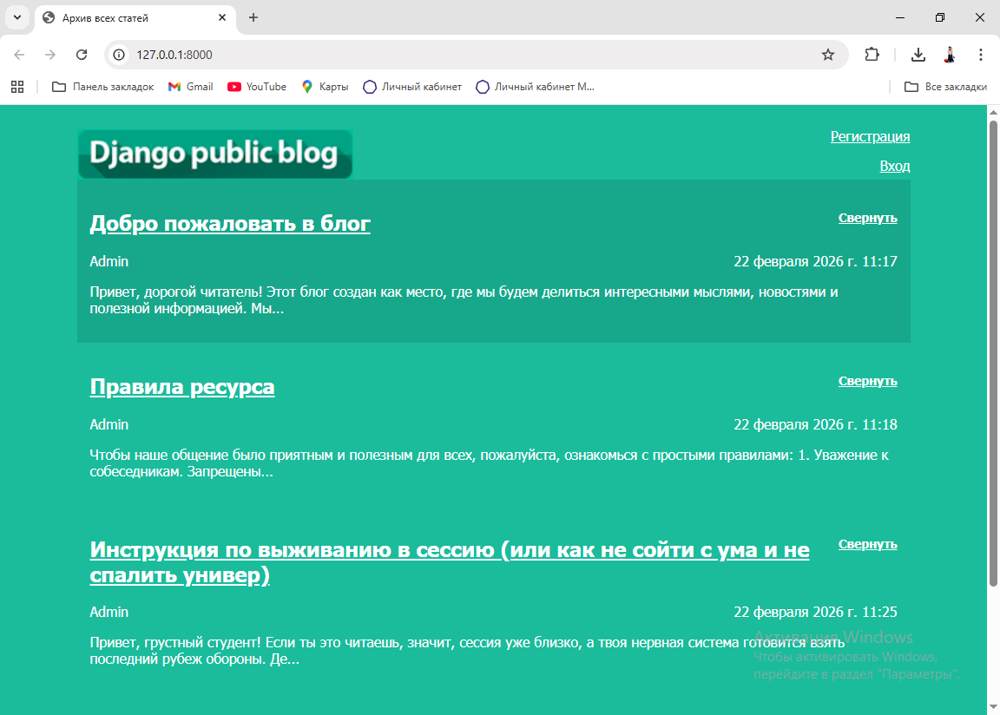 Архив всех статей
127.0.0.1:8000
Панель закладок Gmail YouTube Карты Личный кабинет Личный кабинет М... Все закладки
Django public blog
Регистрация
Вход
Добро пожаловать в блог Свернуть
Admin 22 февраля 2026 г. 11:17
Привет, дорогой читатель! Этот блог создан как место, где мы будем делиться интересными мыслями, новостями и
полезной информацией. Мы...
Правила ресурса Свернуть
Admin 22 февраля 2026 г. 11:18
Чтобы наше общение было приятным и полезным для всех, пожалуйста, ознакомься с простыми правилами: 1. Уважение к
собеседникам. Запрещены...
Инструкция по выживанию в сессию (или как не сойти с ума и не Свернуть
спалить универ)
Admin 22 февраля 2026 г. 11:25
Привет, грустный студент! Если ты это читаешь, значит, сессия уже близко, а твоя нервная система готовится взять
последний рубеж обороны. Де...
Активация Windows
Чтобы активировать Windows,
перейдите в раздел "Параметры".